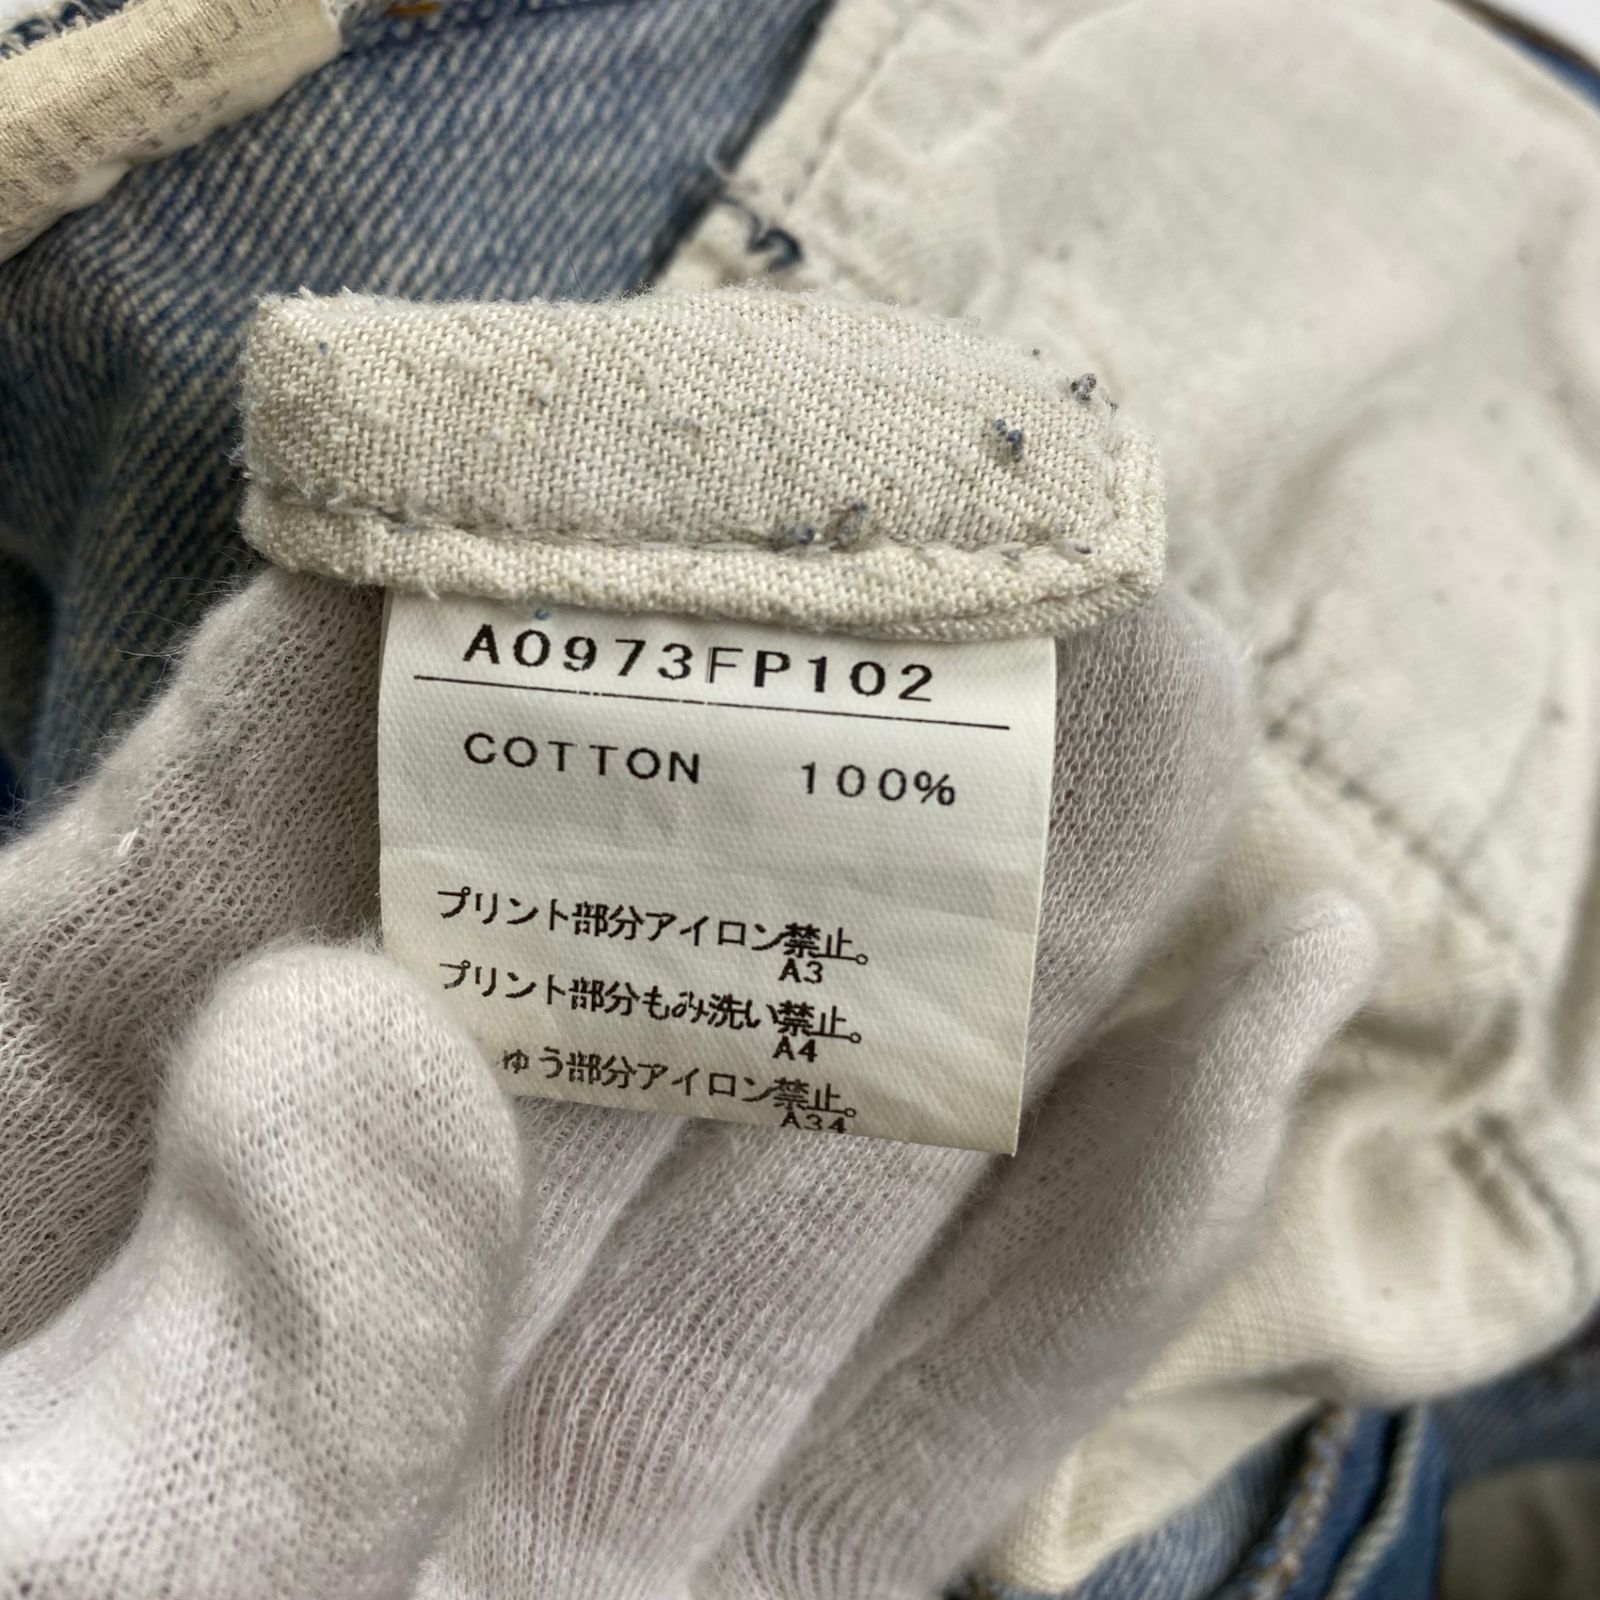 A0973FP102
COTTON 100%
プリント部分アイロン禁止。
A3
プリント部分もみ洗い禁止。
A4
ゅう部分アイロン禁止。
A34